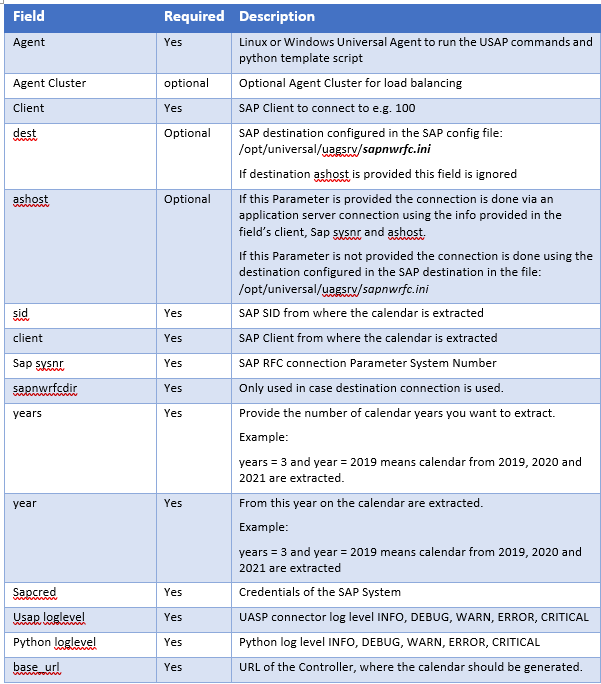 Field Required Description
Agent Yes Linux or Windows Universal Agent to run the USAP commands and
python template script
Agent Cluster optional Optional Agent Cluster for load balancing
Client Yes SAP Client to connect to e.g. 100
dest Optional SAP destination configured in the SAP config file:
/opt/universal/uagsrv/sapnwrfc.ini
If destination ashost is provided this field is ignored
ashost Optional If this Parameter is provided the connection is done via an
application server connection using the info provided in the
field's client, Sap sysnr and ashost.
If this Parameter is not provided the connection is done using the
destination configured in the SAP destination in the file:
/opt/universal/uagsrv/sapnwrfc.ini
sid Yes SAP SID from where the calendar is extracted
client Yes SAP Client from where the calendar is extracted
Sap sysnr Yes SAP RFC connection Parameter System Number
sapnwrfcdir Yes Only used in case destination connection is used.
years Yes Provide the number of calendar years you want to extract.
Example:
years = 3 and year = 2019 means calendar from 2019, 2020 and
2021 are extracted.
year Yes From this year on the calendar are extracted.
Example:
years = 3 and year = 2019 means calendar from 2019, 2020 and
2021 are extracted
Sapcred Yes Credentials of the SAP System
Usap loglevel Yes UASP connector log level INFO, DEBUG, WARN, ERROR, CRITICAL
Python loglevel Yes Python log level INFO, DEBUG, WARN, ERROR, CRITICAL
base_url Yes URL of the Controller, where the calendar should be generated.